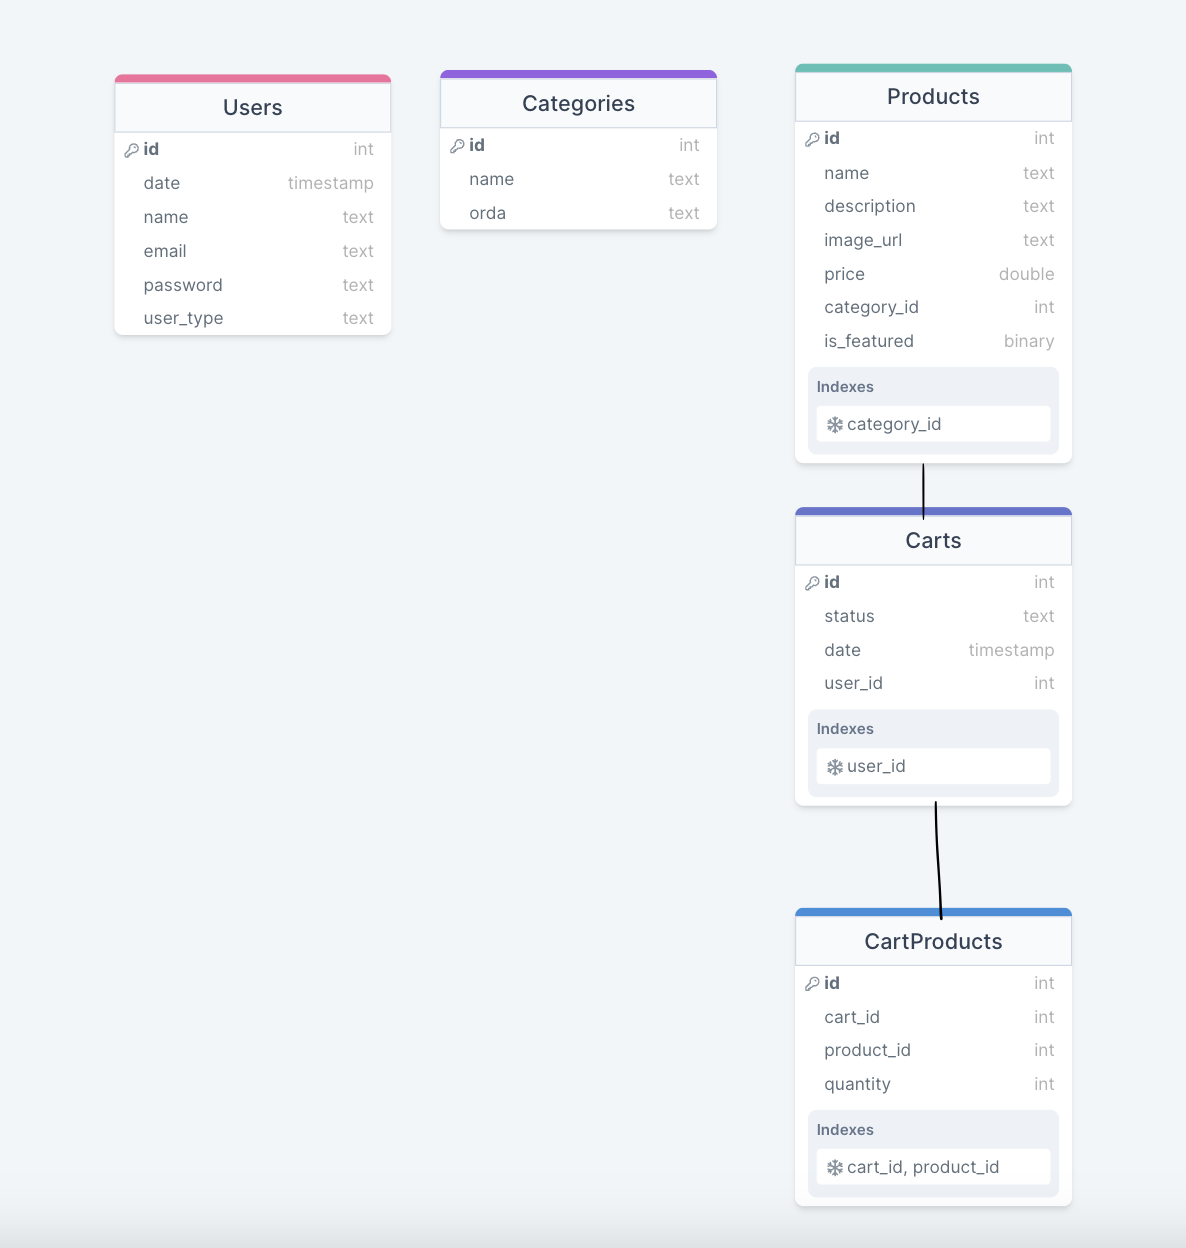 Users
id int
date timestamp
name text
email text
password text
user_type text
Categories
id int
name text
orda text
Products
id int
name text
description text
image_url text
price double
category_id int
is_featured binary
Indexes
category_id
Carts
id int
status text
date timestamp
user_id int
Indexes
user_id
CartProducts
id int
cart_id int
product_id int
quantity int
Indexes
cart_id, product_id